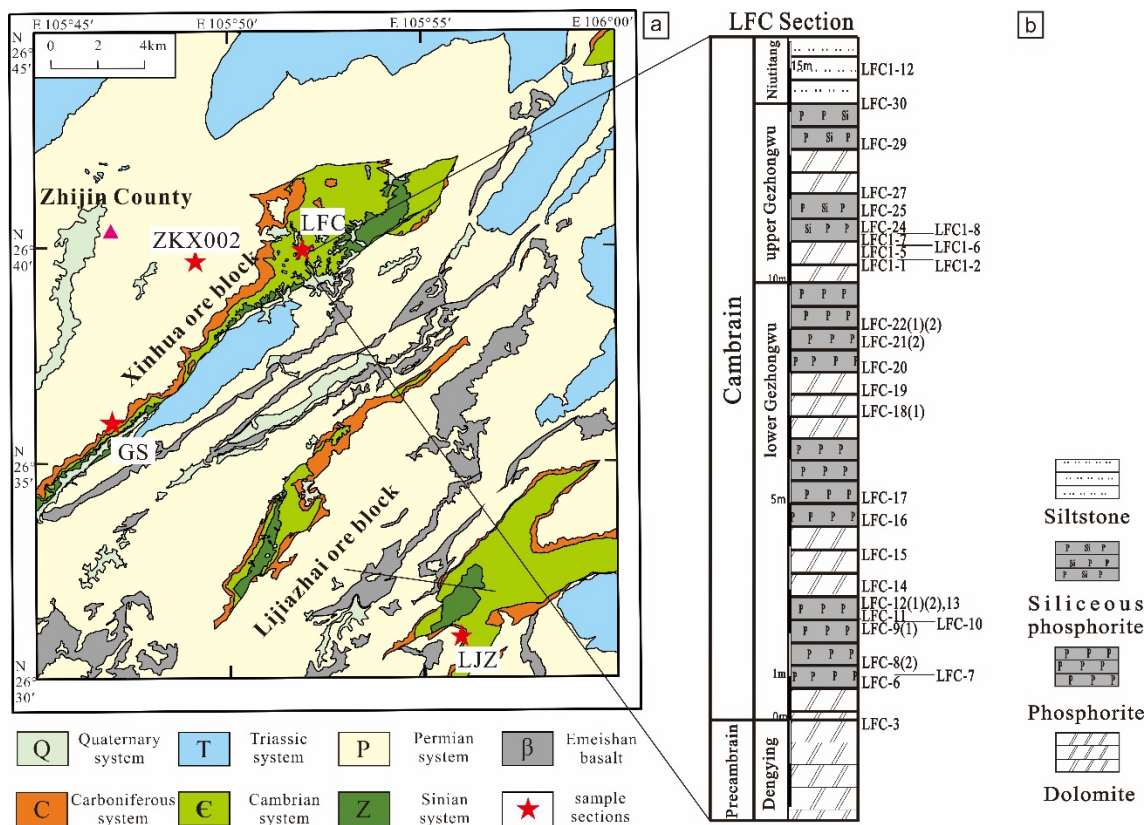 E 105°45′
E 105°50′
E 105°55′
E 106°00′
N
26°
45′
0 2 4km
Zhijin County
ZKX002
LFC
N
26°
40′
Xinhua ore block
GS
N
26°
35′
Lijiazhai ore block
LJZ
N
26°
30′
Q Quaternary system
T Triassic system
P Permian system
β Emeishan basalt
C Carboniferous system
Є Cambrian system
Z Sinian system
sample sections
a
LFC Section
b
Cambrain
Precambrain
Niutitang
upper Gezhongwu
lower Gezhongwu
Dengying
15m
10m
5m
1m
0m
P P Si
P Si P
P Si P
Si P P
P P P
P P P
P P P
P P P P
P P P
P P P
P P P P
P P P P
P P P
P P P
P P P
P P P P
LFC1-12
LFC-30
LFC-29
LFC-27
LFC-25
LFC-24
LFC1-8
LFC1-7
LFC1-6
LFC1-5
LFC1-1
LFC1-2
LFC-22(1)(2)
LFC-21(2)
LFC-20
LFC-19
LFC-18(1)
LFC-17
LFC-16
LFC-15
LFC-14
LFC-12(1)(2),13
LFC-11
LFC-10
LFC-9(1)
LFC-8(2)
LFC-7
LFC-6
LFC-3
Siltstone
P Si P
Si P P
P Si P
Siliceous
phosphorite
P P P
P P P
P P P
Phosphorite
Dolomite